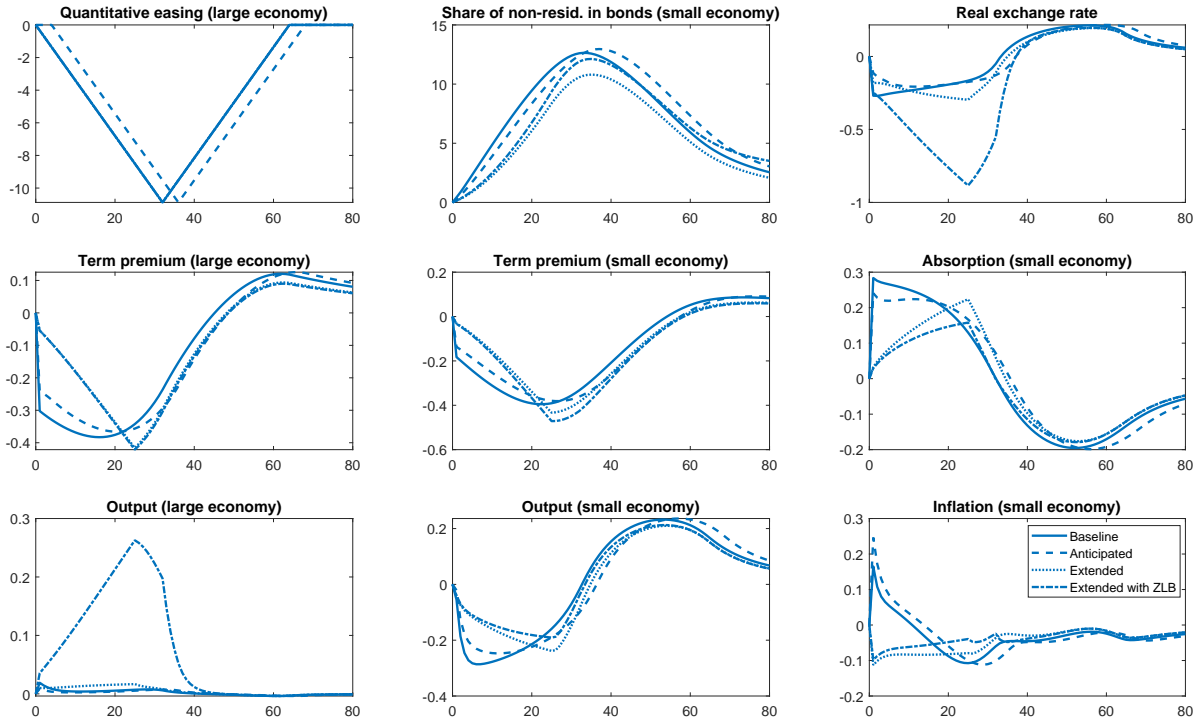 Quantitative easing (large economy)
0
-2
-4
-6
-8
-10
0 20 40 60 80
Share of non-resid. in bonds (small economy)
15
10
5
0
0 20 40 60 80
Real exchange rate
0
-0.5
-1
0 20 40 60 80
Term premium (large economy)
0.1
0
-0.1
-0.2
-0.3
-0.4
0 20 40 60 80
Term premium (small economy)
0.2
0
-0.2
-0.4
-0.6
0 20 40 60 80
Absorption (small economy)
0.3
0.2
0.1
0
-0.1
-0.2
0 20 40 60 80
Output (large economy)
0.3
0.2
0.1
0
0 20 40 60 80
Output (small economy)
0.2
0
-0.2
-0.4
0 20 40 60 80
Inflation (small economy)
0.3
0.2
0.1
0
-0.1
-0.2
0 20 40 60 80
Baseline
Anticipated
Extended
Extended with ZLB